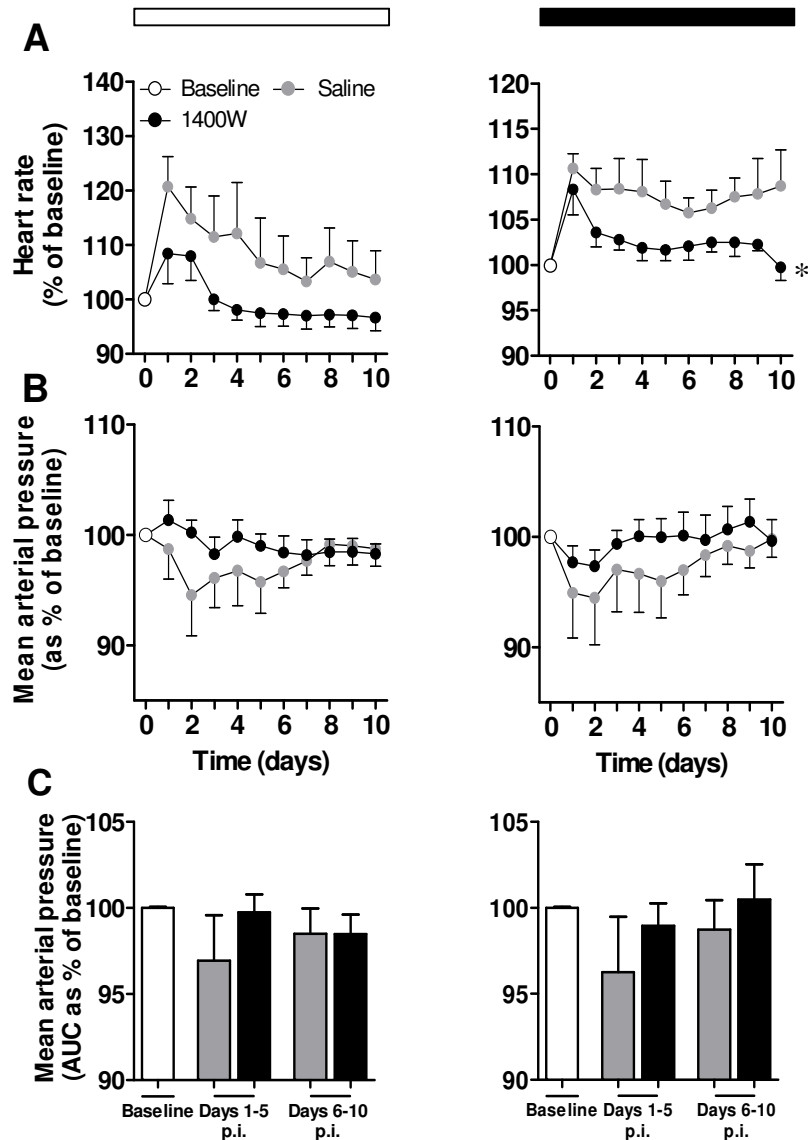 A
Heart rate
(% of baseline)
140
130
120
110
100
90
Baseline
Saline
1400W
0 2 4 6 8 10
120
115
110
105
100
95
90
*
0 2 4 6 8 10
B
Mean arterial pressure
(as % of baseline)
110
100
90
0 2 4 6 8 10
Time (days)
110
100
90
0 2 4 6 8 10
Time (days)
C
Mean arterial pressure
(AUC as % of baseline)
105
100
95
90
Baseline Days 1-5 Days 6-10
p.i. p.i.
105
100
95
90
Baseline Days 1-5 Days 6-10
p.i. p.i.